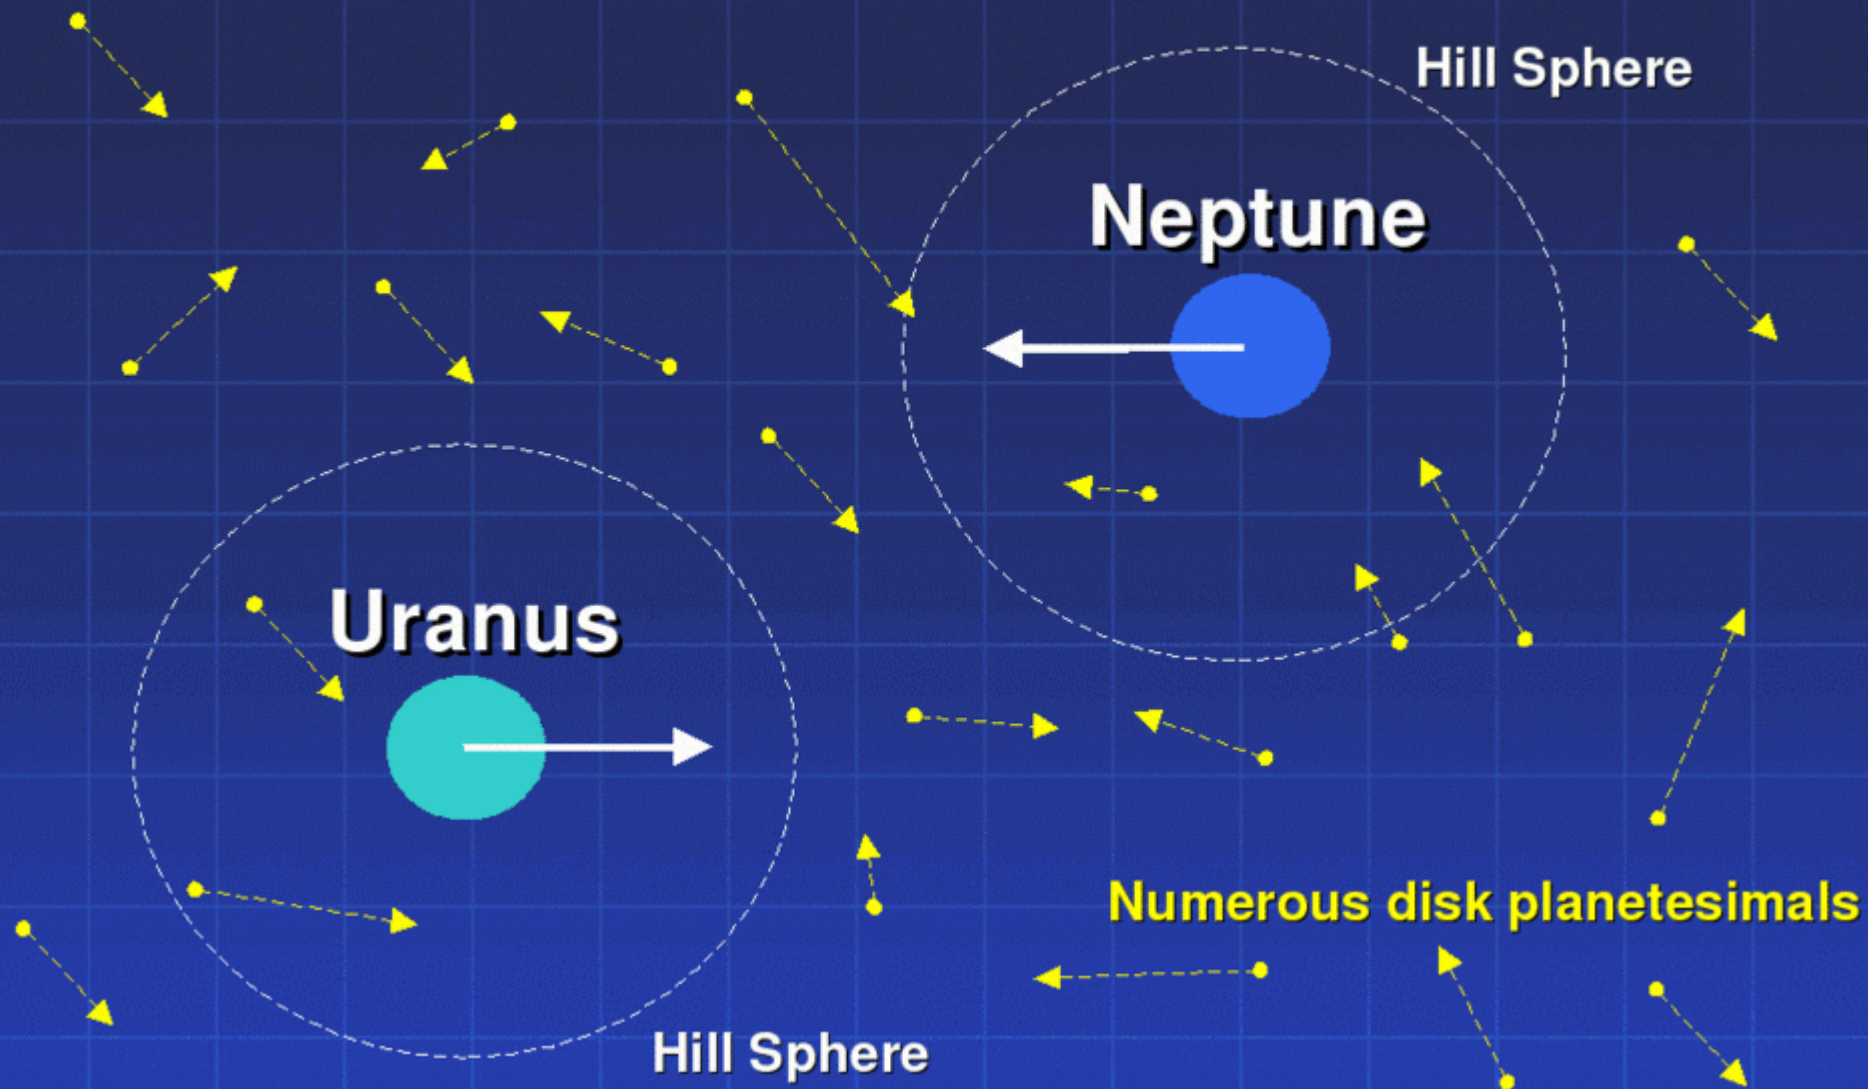 Hill Sphere
Neptune
Uranus
Numerous disk planetesimals
Hill Sphere